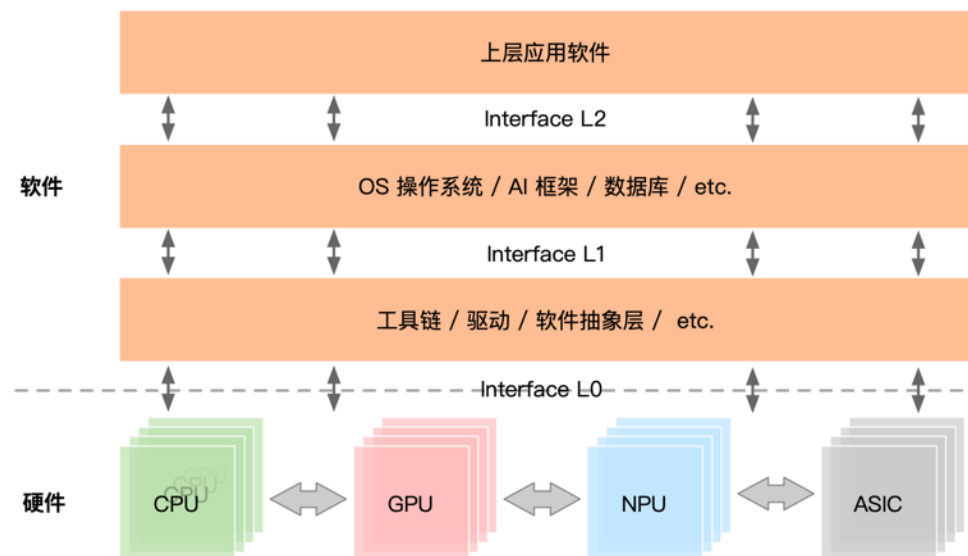 上层应用软件
Interface L2
软件
OS 操作系统 / AI 框架 / 数据库 / etc.
Interface L1
工具链 / 驱动 / 软件抽象层 / etc.
Interface L0
硬件
CPU
CPU
CPU
GPU
NPU
ASIC